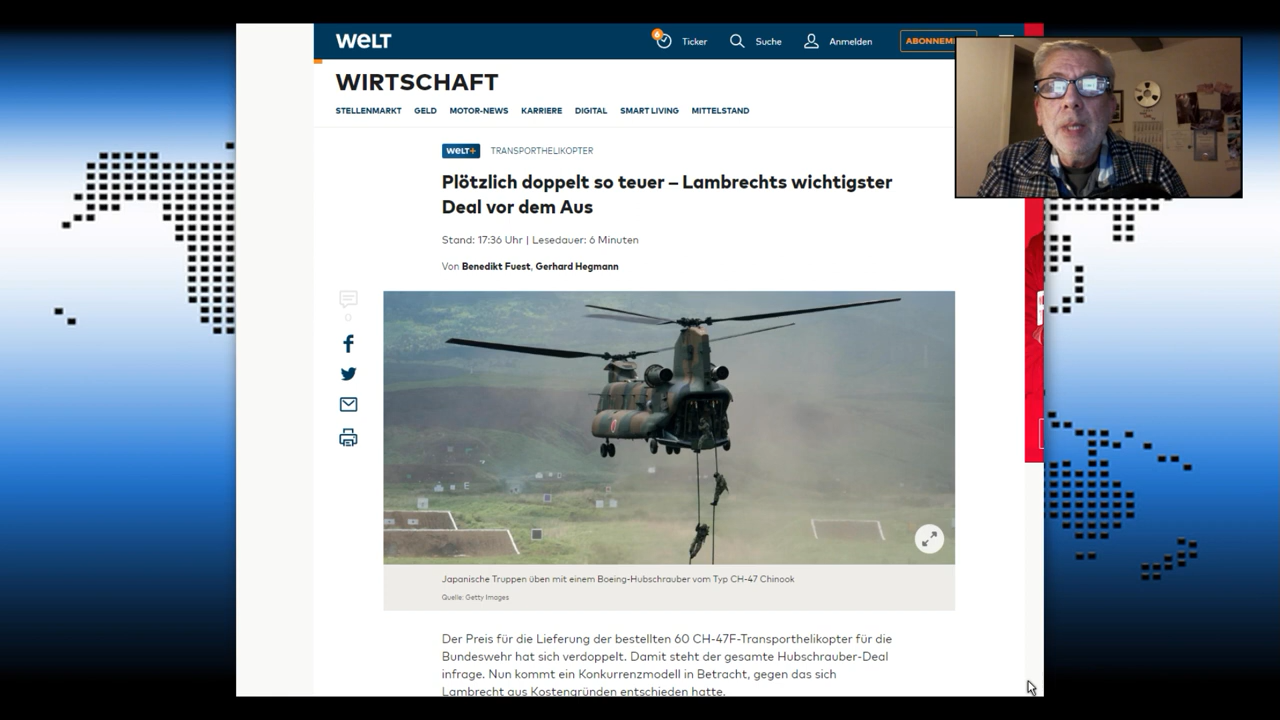 WELT
6
Ticker
Suche
Anmelden
WIRTSCHAFT
STELLENMARKT GELD MOTOR-NEWS KARRIERE DIGITAL SMART LIVING MITTELSTAND
WELT+ TRANSPORTHELIKOPTER
Plötzlich doppelt so teuer – Lambrechts wichtigster
Deal vor dem Aus
Stand: 17:36 Uhr | Lesedauer: 6 Minuten
Von Benedikt Fuest, Gerhard Hegmann
0
Japanische Truppen üben mit einem Boeing-Hubschrauber vom Typ CH-47 Chinook
Quelle: Getty Images
Der Preis für die Lieferung der bestellten 60 CH-47F-Transporthelikopter für die
Bundeswehr hat sich verdoppelt. Damit steht der gesamte Hubschrauber-Deal
infrage. Nun kommt ein Konkurrenzmodell in Betracht, gegen das sich
Lambrecht aus Kostengründen entschieden hatte.